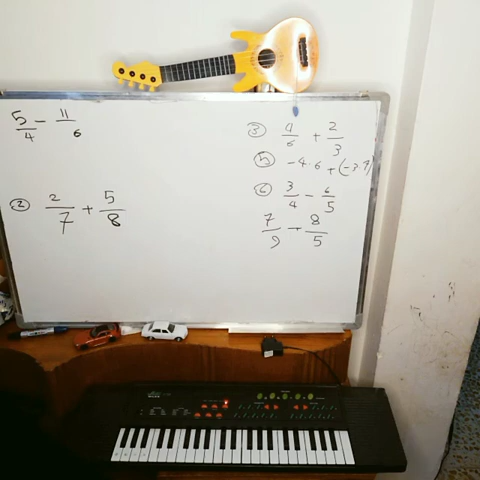 5/4 - 11/6
② 2/7 + 5/8
③ 4/6 + 2/3
⑤ -4.6 + (-3.7)
⑥ 3/4 - 6/5
7/9 + 8/5